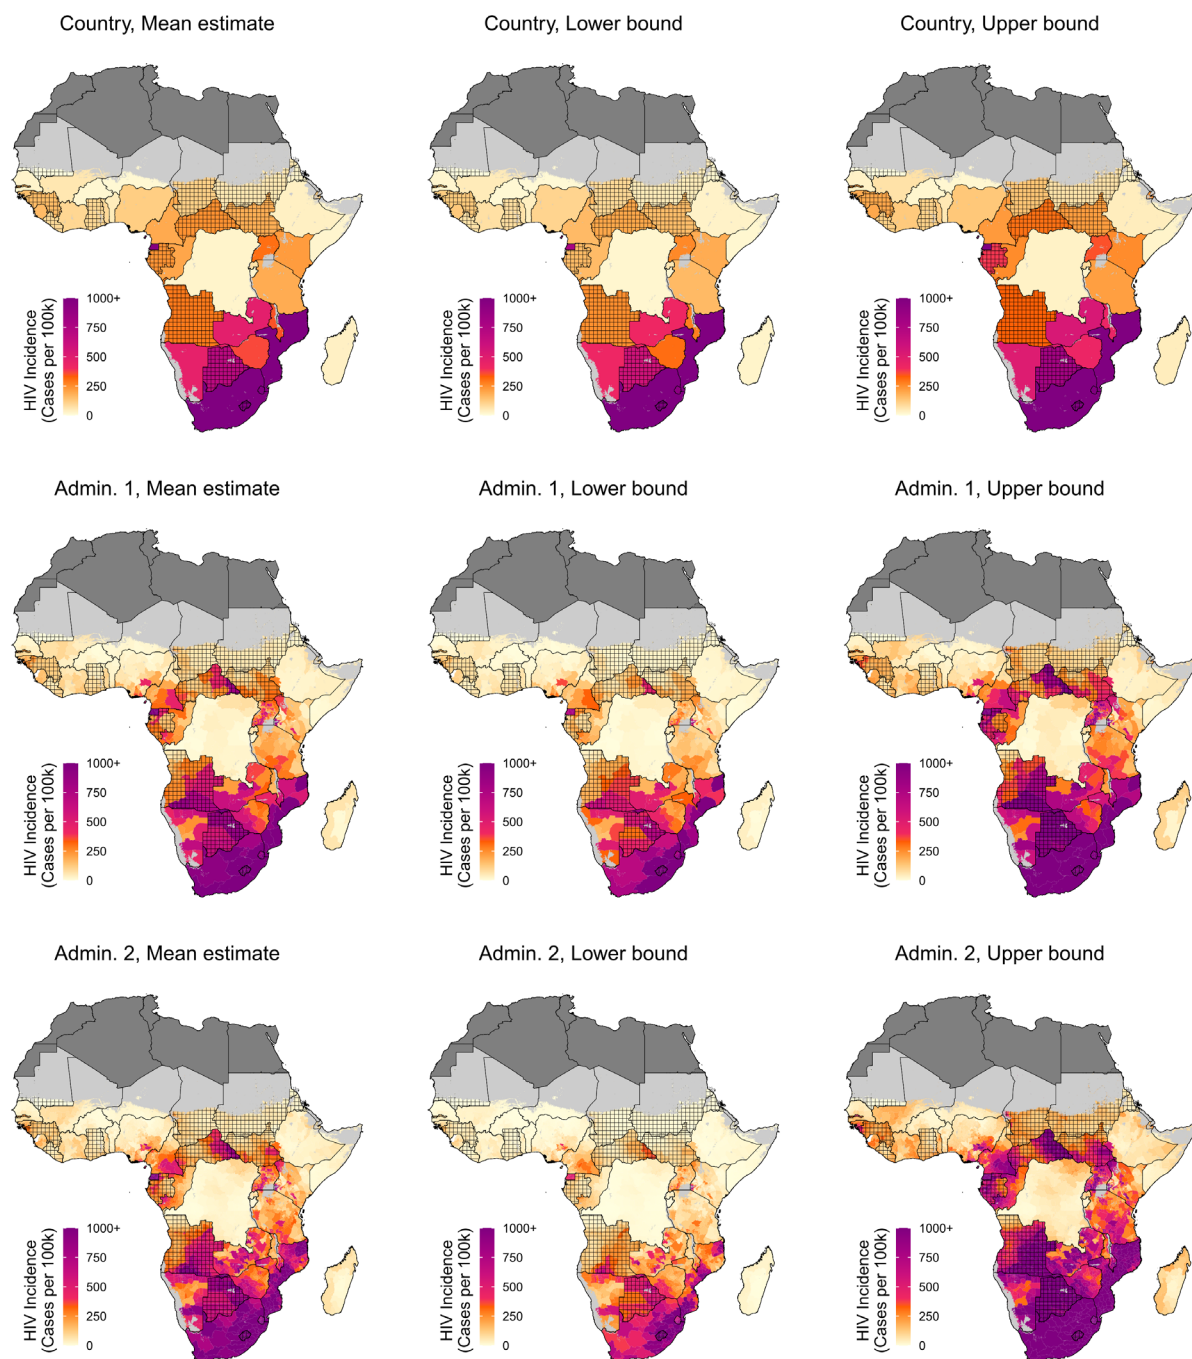 Country, Mean estimate
Country, Lower bound
Country, Upper bound
HIV Incidence
(Cases per 100k)
1000+
750
500
250
0
HIV Incidence
(Cases per 100k)
1000+
750
500
250
0
HIV Incidence
(Cases per 100k)
1000+
750
500
250
0
Admin. 1, Mean estimate
Admin. 1, Lower bound
Admin. 1, Upper bound
HIV Incidence
(Cases per 100k)
1000+
750
500
250
0
HIV Incidence
(Cases per 100k)
1000+
750
500
250
0
HIV Incidence
(Cases per 100k)
1000+
750
500
250
0
Admin. 2, Mean estimate
Admin. 2, Lower bound
Admin. 2, Upper bound
HIV Incidence
(Cases per 100k)
1000+
750
500
250
0
HIV Incidence
(Cases per 100k)
1000+
750
500
250
0
HIV Incidence
(Cases per 100k)
1000+
750
500
250
0